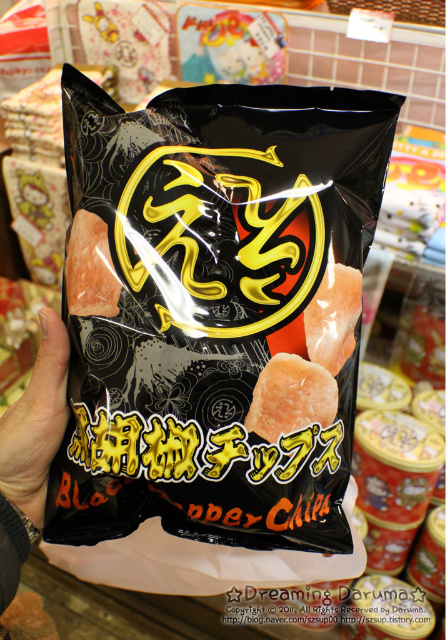 えそ
黒胡椒チップス
Black Pepper Chips
☆Dreaming Daruma☆
Copyright © 2011. All Rights Reserved by Daruma.
http://blog.naver.com/szsup00 http://szsup.tistory.com